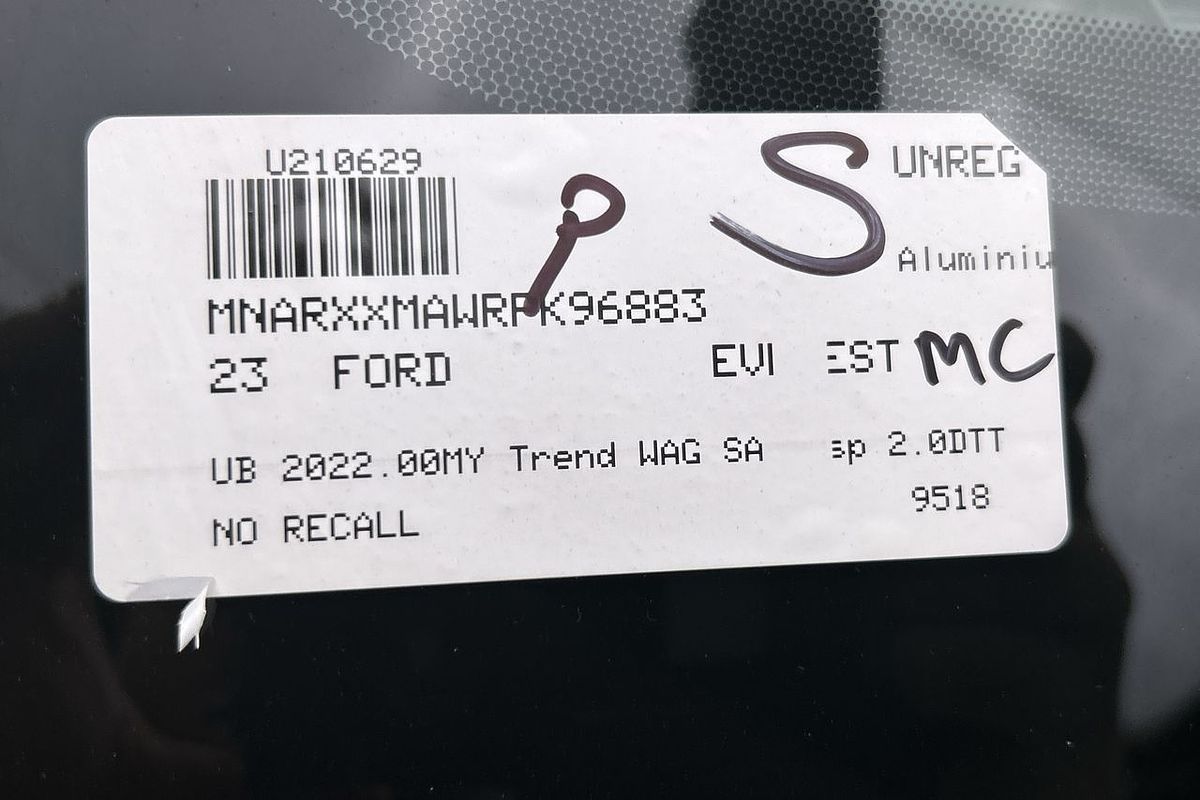 U210629
P S UNREG
Aluminiu
MNARXXMAWRPK96883
23 FORD EVI EST MC
UB 2022.00MY Trend WAG SA sp 2.0DTT
9518
NO RECALL